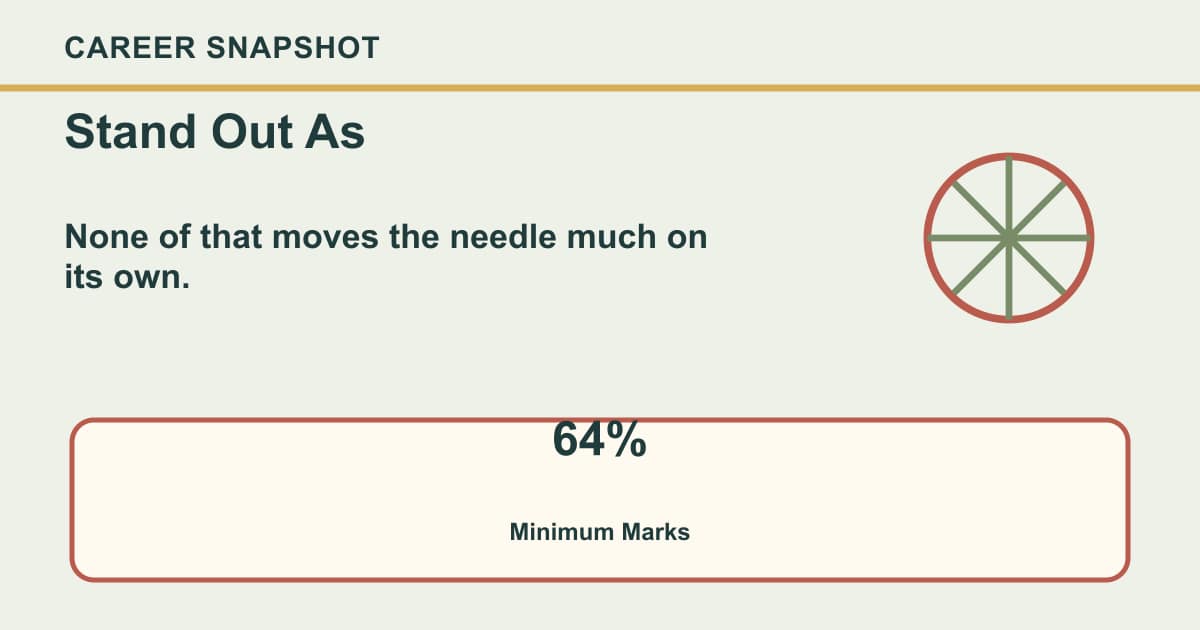 CAREER SNAPSHOT
Stand Out As
None of that moves the needle much on
its own.
64%
Minimum Marks